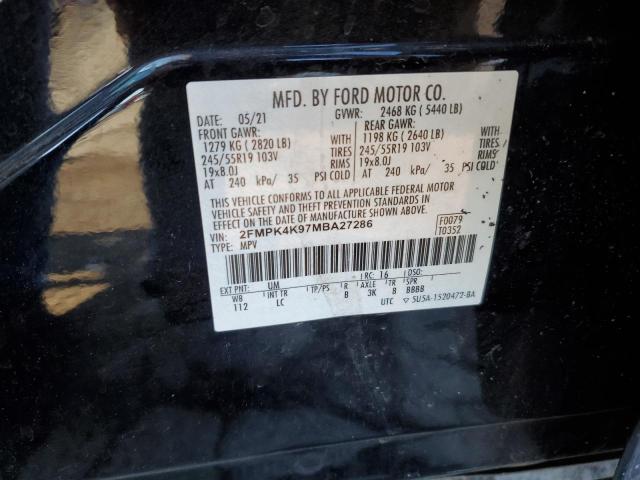 MFD. BY FORD MOTOR CO.
DATE: 05/21 GVWR: 2468 KG ( 5440 LB)
FRONT GAWR: REAR GAWR:
1279 KG ( 2820 LB) WITH 1198 KG ( 2640 LB) WITH
245/55R19 103V TIRES 245/55R19 103V TIRES
19x8.0J RIMS 19x8.0J RIMS
AT 240 kPa/ 35 PSI COLD AT 240 kPa/ 35 PSI COLD
THIS VEHICLE CONFORMS TO ALL APPLICABLE FEDERAL MOTOR
VEHICLE SAFETY AND THEFT PREVENTION STANDARDS IN
EFFECT ON THE DATE OF MANUFACTURE SHOWN ABOVE.
VIN: 2FMPK4K97MBA27286 F0079
TYPE: MPV T0352
EXT PNT: UM RC: 16 DSO:
WB INT TR TP/PS R AXLE TR SPR
112 LC B 3K B BBBB
UTC 5U5A-1520472-BA